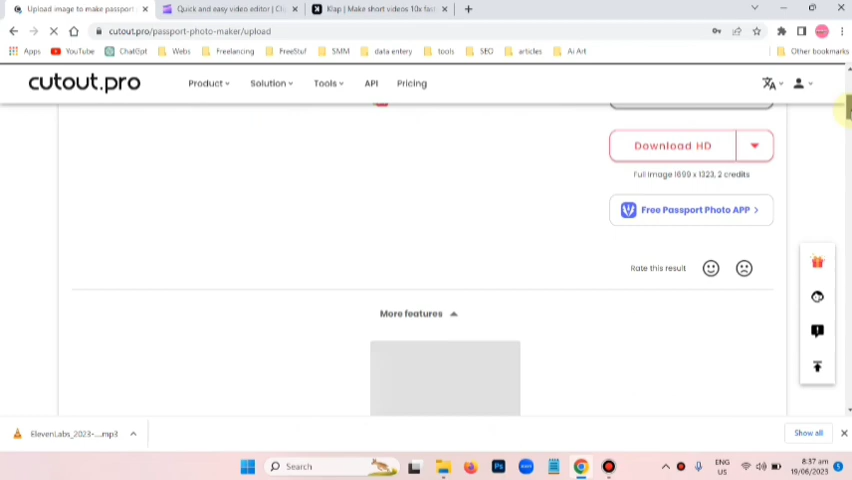 Upload image to make passport
Quick and easy video editor | Cl
Klap | Make short videos 10x fast
cutout.pro/passport-photo-maker/upload
Apps YouTube ChatGpt Webs Freelancing FreeStuf SMM data entery tools SEO articles Ai Art Other bookmarks
cutout.pro Product Solution Tools API Pricing
Download HD
Full Image 1699 x 1323, 2 credits
Free Passport Photo APP
Rate this result
More features
ElevenLabs_2023-....mp3 Show all
Search
Ps
ENG
US
8:37 am
19/06/2023